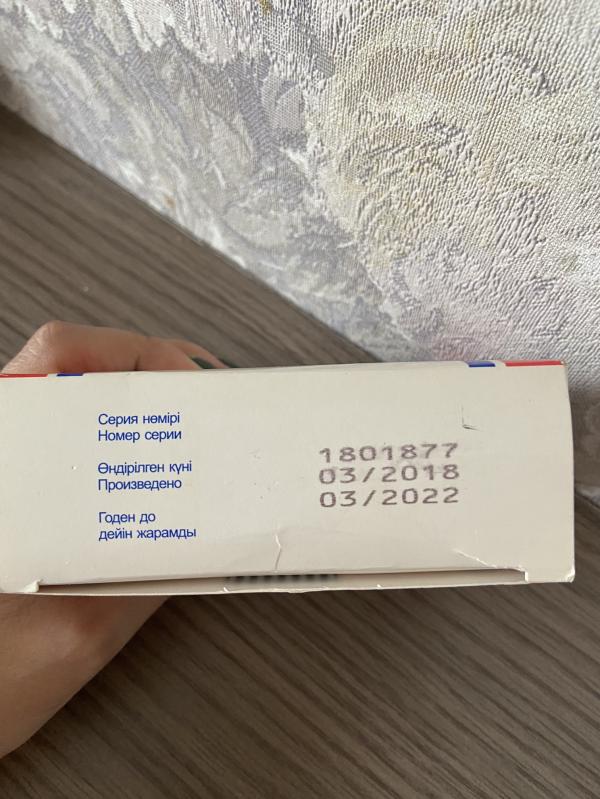 Серия нөмірі
Номер серии
Өндірілген күні
Произведено
Годен до
дейін жарамды
1801877
03/2018
03/2022